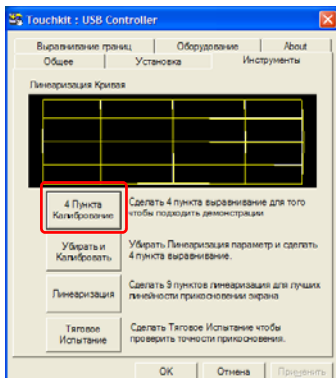 Touchkit : USB Controller
Выравнивание границ
Оборудование
About
Общее
Установка
Инструменты
Линеаризация Кривая
4 Пункта
Калибрование
Сделать 4 пункта выравнивание для того
чтобы подходить демонстрации
Убирать и
Калибровать
Убирать Линеаризация параметр и сделать
4 пункта выравнивание.
Линеаризация
Сделать 9 пунктов линеаризация для лучших
линейности прикосновении экрана
Тяговое
Испытание
Сделать Тяговое Испытание чтобы
проверить точности прикосновения.
OK
Отмена
Применить